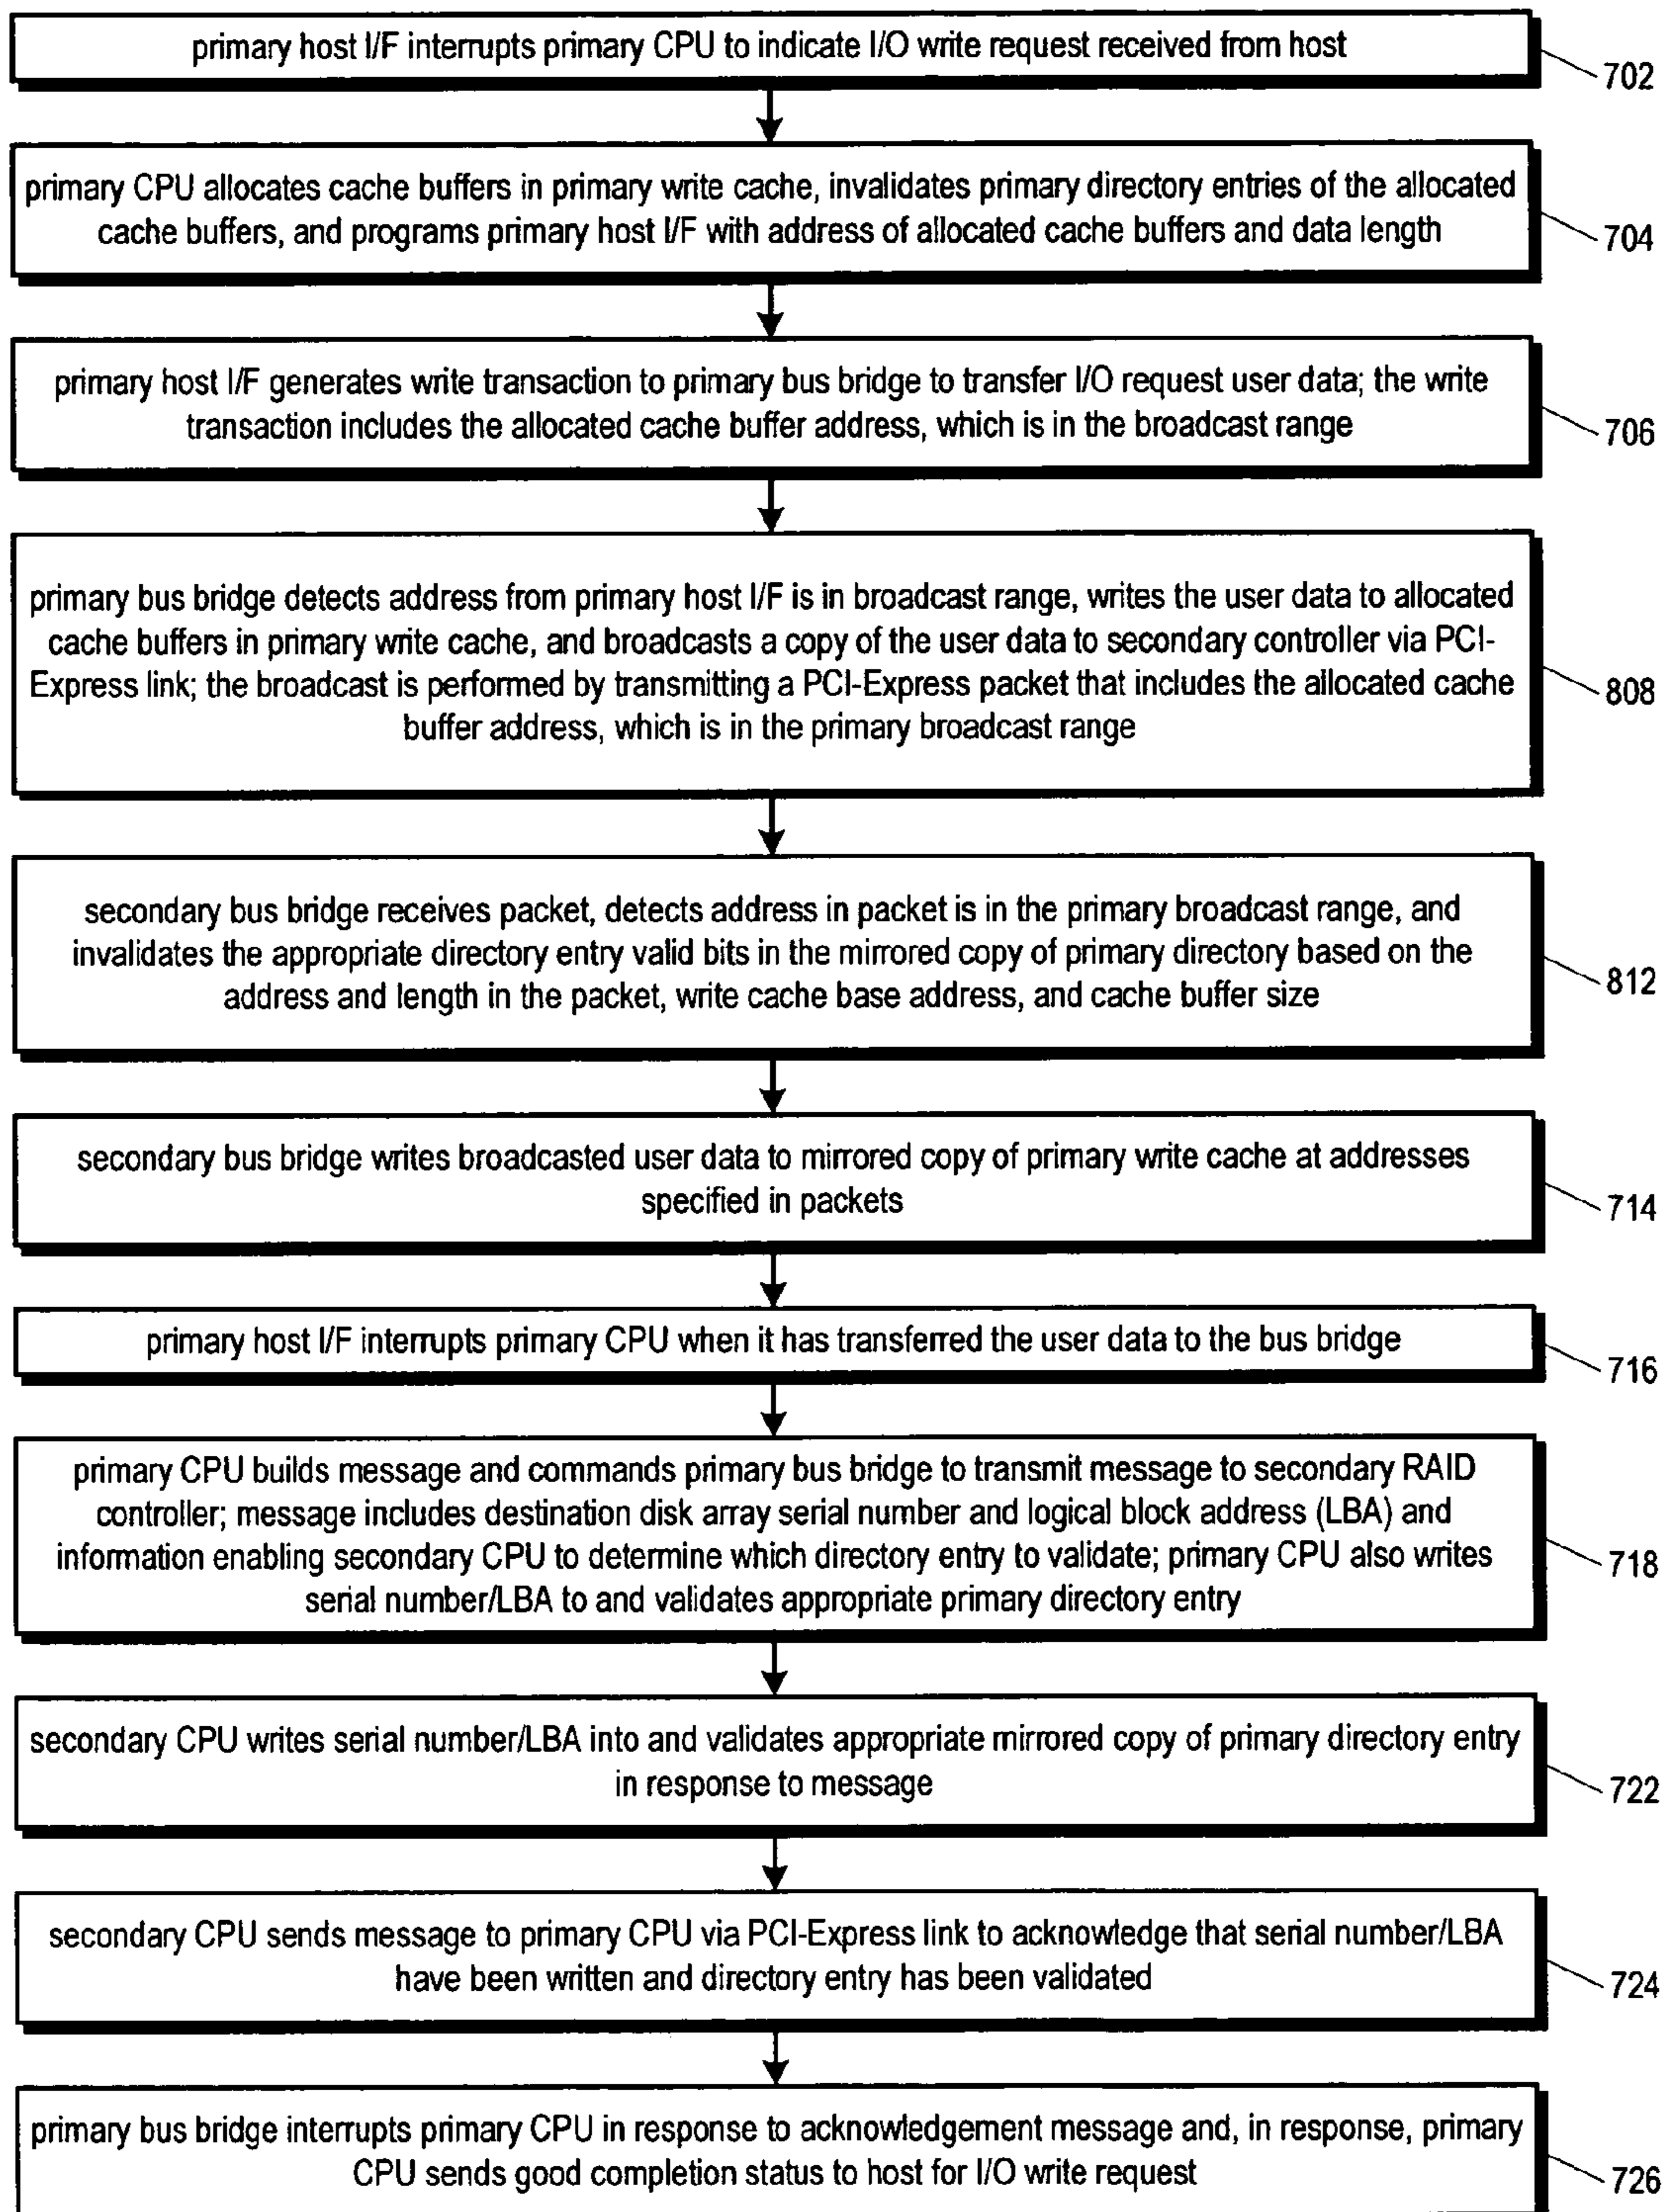 primary host I/F interrupts primary CPU to indicate I/O write request received from host
702
primary CPU allocates cache buffers in primary write cache, invalidates primary directory entries of the allocated
cache buffers, and programs primary host I/F with address of allocated cache buffers and data length
704
primary host I/F generates write transaction to primary bus bridge to transfer I/O request user data; the write
transaction includes the allocated cache buffer address, which is in the broadcast range
706
primary bus bridge detects address from primary host I/F is in broadcast range, writes the user data to allocated
cache buffers in primary write cache, and broadcasts a copy of the user data to secondary controller via PCI-
Express link; the broadcast is performed by transmitting a PCI-Express packet that includes the allocated cache
buffer address, which is in the primary broadcast range
808
secondary bus bridge receives packet, detects address in packet is in the primary broadcast range, and
invalidates the appropriate directory entry valid bits in the mirrored copy of primary directory based on the
address and length in the packet, write cache base address, and cache buffer size
812
secondary bus bridge writes broadcasted user data to mirrored copy of primary write cache at addresses
specified in packets
714
primary host I/F interrupts primary CPU when it has transferred the user data to the bus bridge
716
primary CPU builds message and commands primary bus bridge to transmit message to secondary RAID
controller; message includes destination disk array serial number and logical block address (LBA) and
information enabling secondary CPU to determine which directory entry to validate; primary CPU also writes
serial number/LBA to and validates appropriate primary directory entry
718
secondary CPU writes serial number/LBA into and validates appropriate mirrored copy of primary directory entry
in response to message
722
secondary CPU sends message to primary CPU via PCI-Express link to acknowledge that serial number/LBA
have been written and directory entry has been validated
724
primary bus bridge interrupts primary CPU in response to acknowledgement message and, in response, primary
CPU sends good completion status to host for I/O write request
726